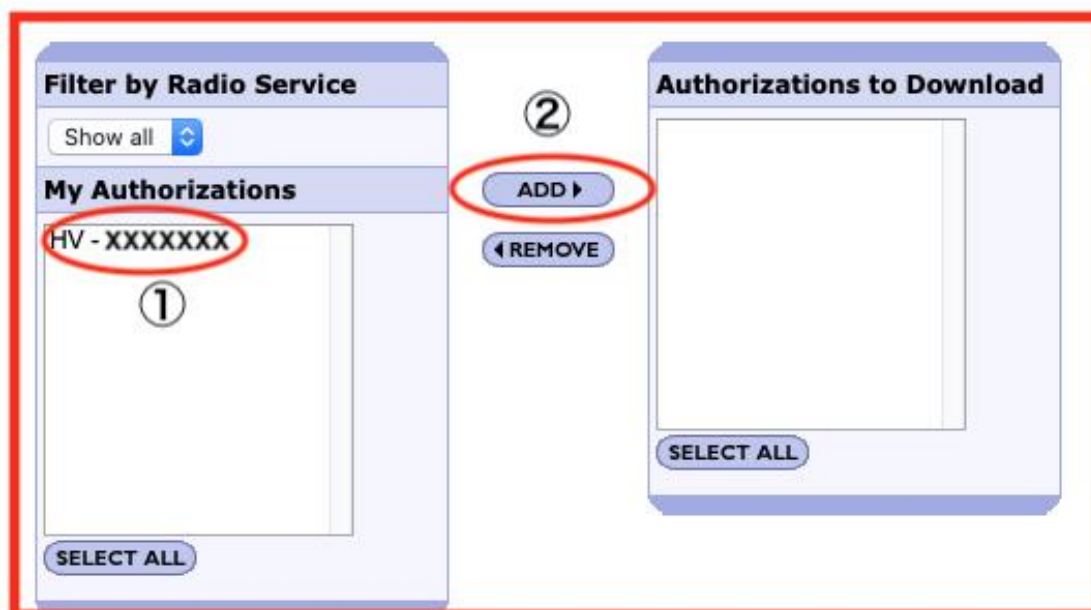 Filter by Radio Service
Show all
My Authorizations
HV - XXXXXXX
①
SELECT ALL
②
ADD
REMOVE
Authorizations to Download
SELECT ALL